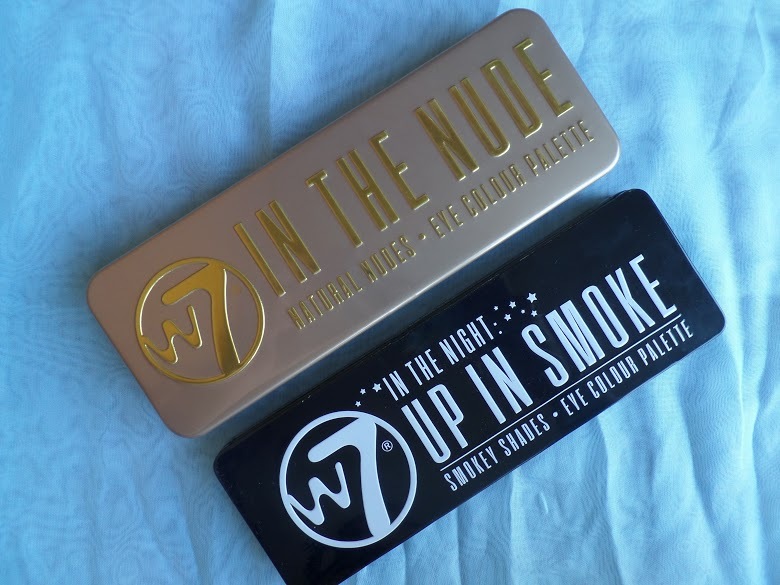 W7
IN THE NUDE
NATURAL NUDES • EYE COLOUR PALETTE
IN THE NIGHT:
UP IN SMOKE
SMOKEY SHADES • EYE COLOUR PALETTE
W7®